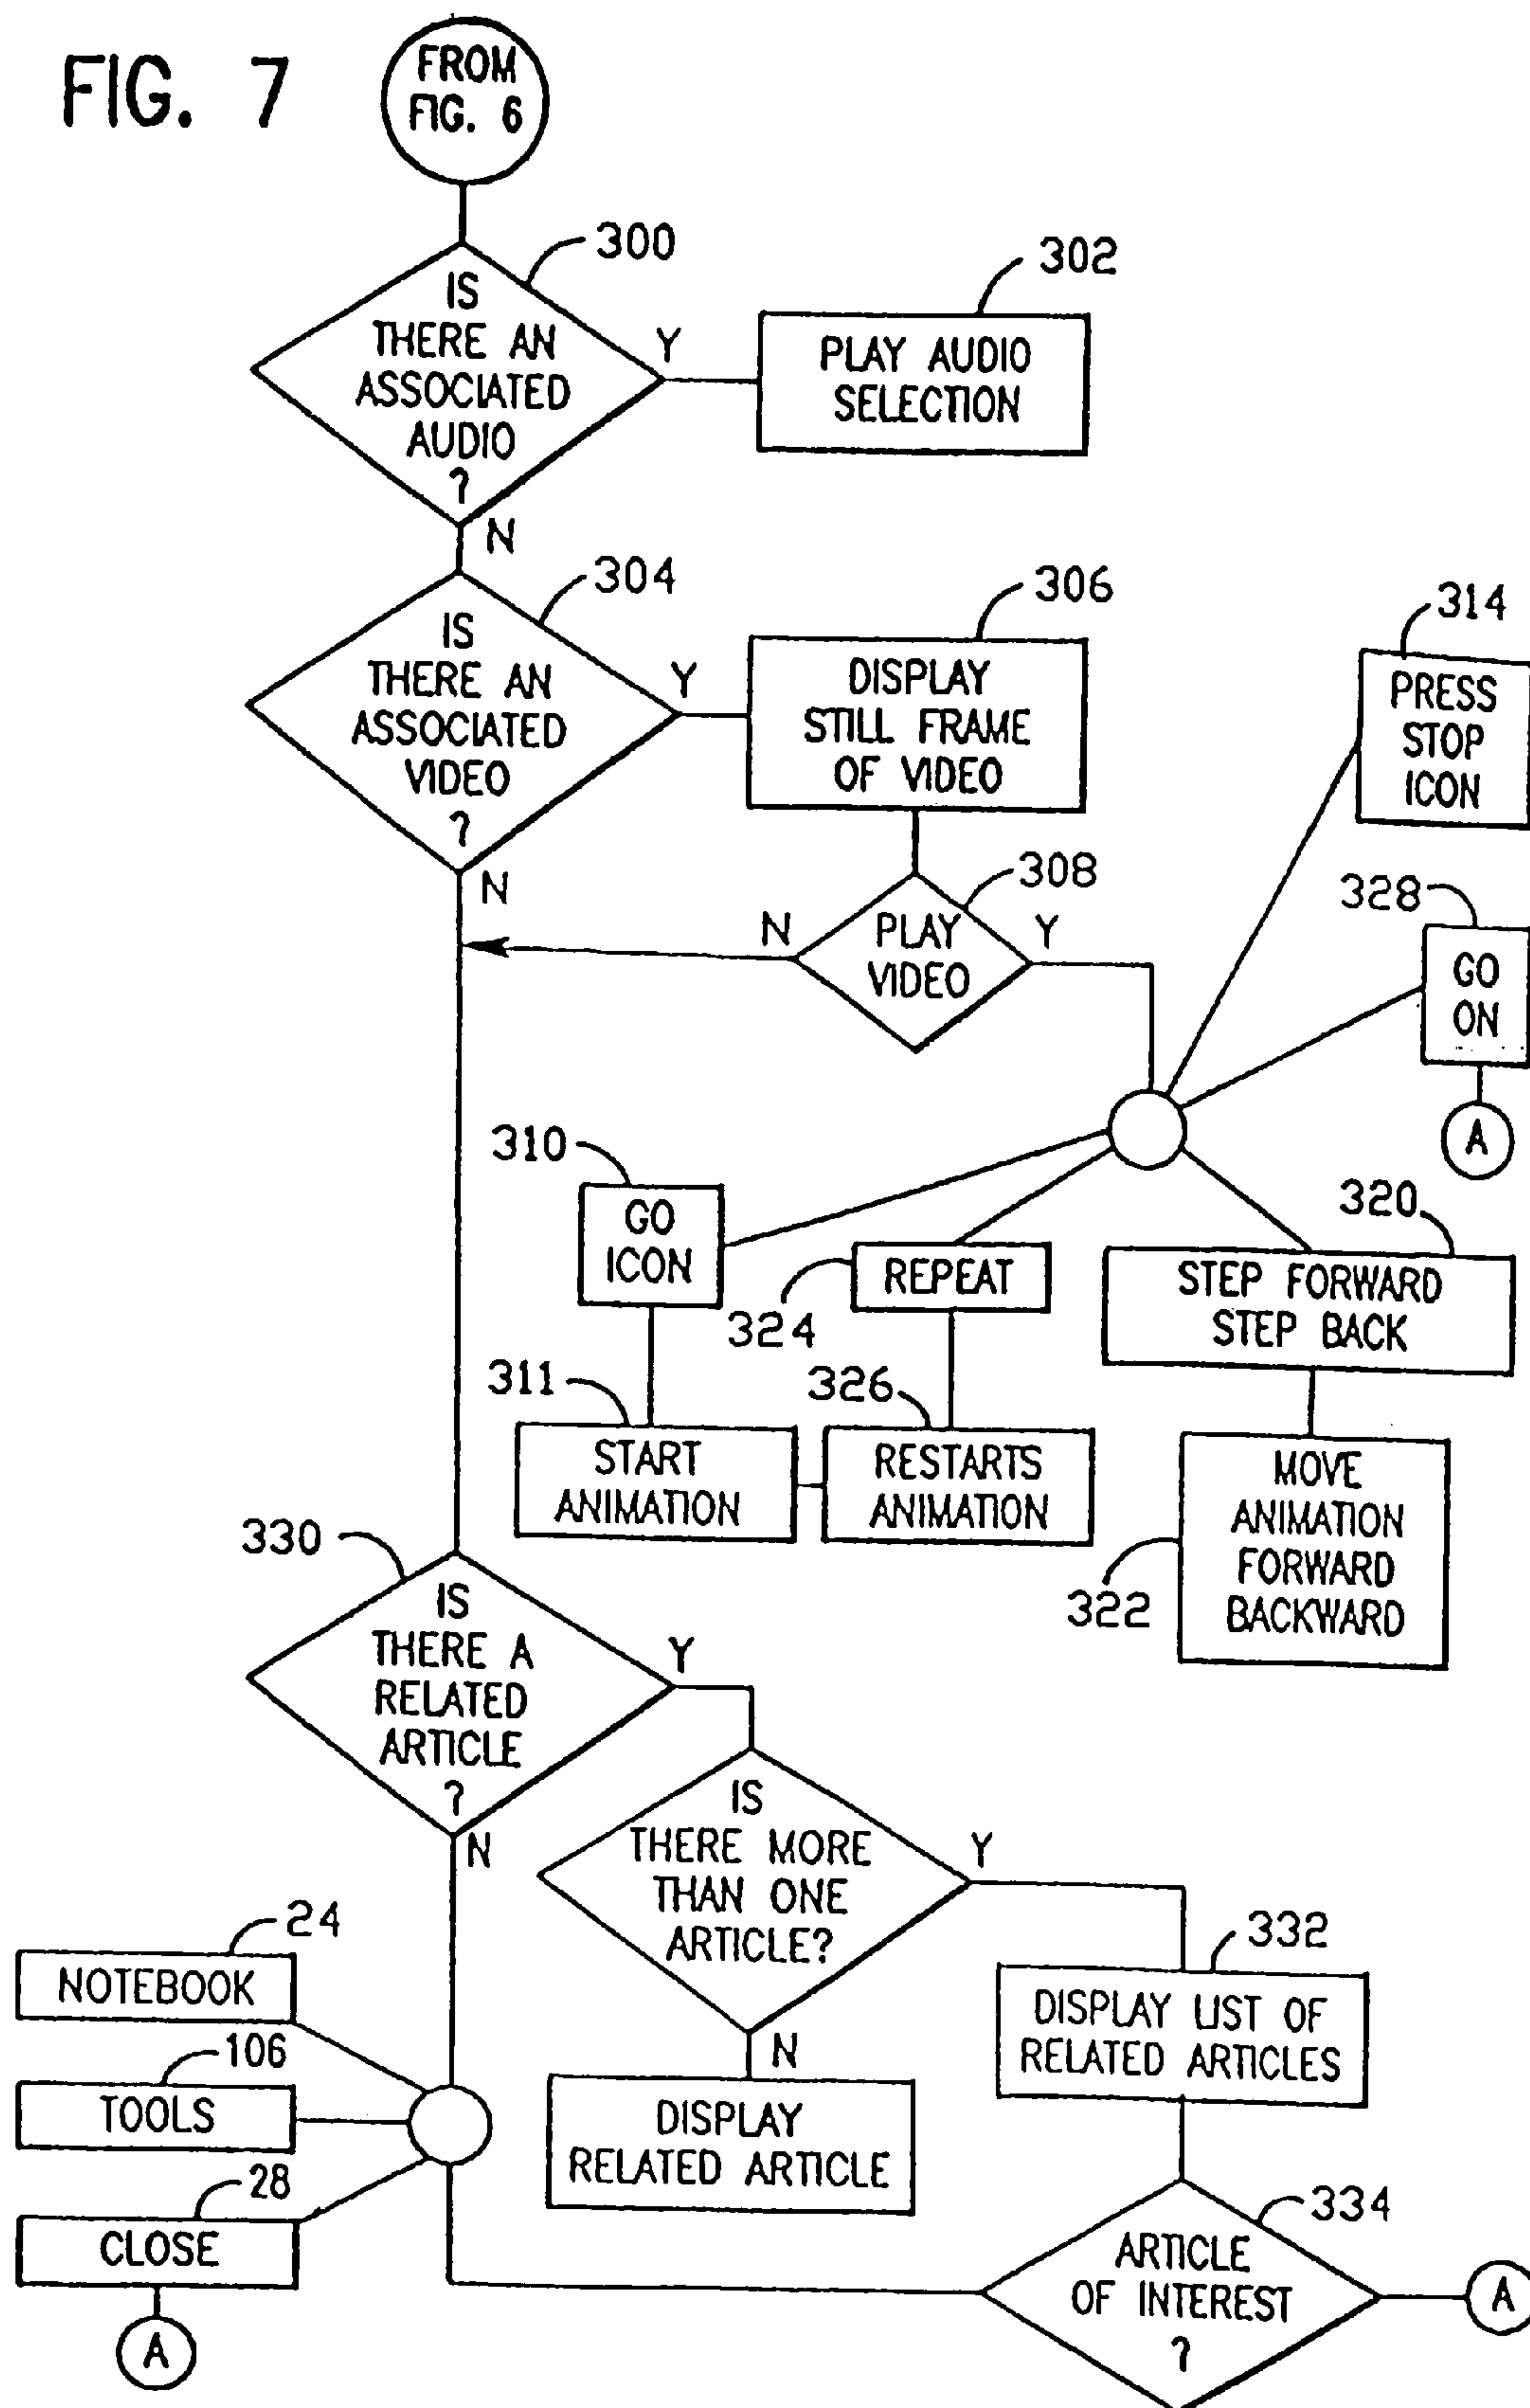 FIG. 7
FROM
FIG. 6
300
IS
THERE AN
ASSOCIATED
AUDIO
?
Y
N
302
PLAY AUDIO
SELECTION
304
IS
THERE AN
ASSOCIATED
VIDEO
?
Y
N
306
DISPLAY
STILL FRAME
OF VIDEO
308
PLAY
VIDEO
N
Y
314
PRESS
STOP
ICON
328
GO
ON
A
310
GO
ICON
324
REPEAT
320
STEP FORWARD
STEP BACK
311
START
ANIMATION
326
RESTARTS
ANIMATION
322
MOVE
ANIMATION
FORWARD
BACKWARD
330
IS
THERE A
RELATED
ARTICLE
?
Y
N
IS
THERE MORE
THAN ONE
ARTICLE?
Y
N
332
DISPLAY LIST OF
RELATED ARTICLES
24
NOTEBOOK
106
TOOLS
28
CLOSE
A
DISPLAY
RELATED ARTICLE
334
ARTICLE
OF INTEREST
?
A